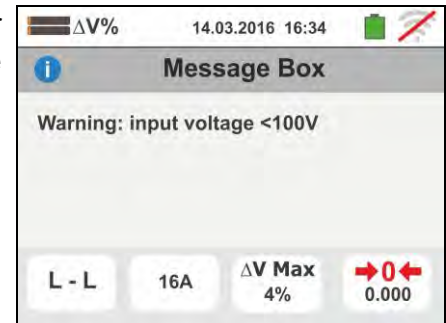 ΔV% 14.03.2016 16:34
Message Box
Warning: input voltage <100V
L - L 16A ΔV Max 4% 0 0.000